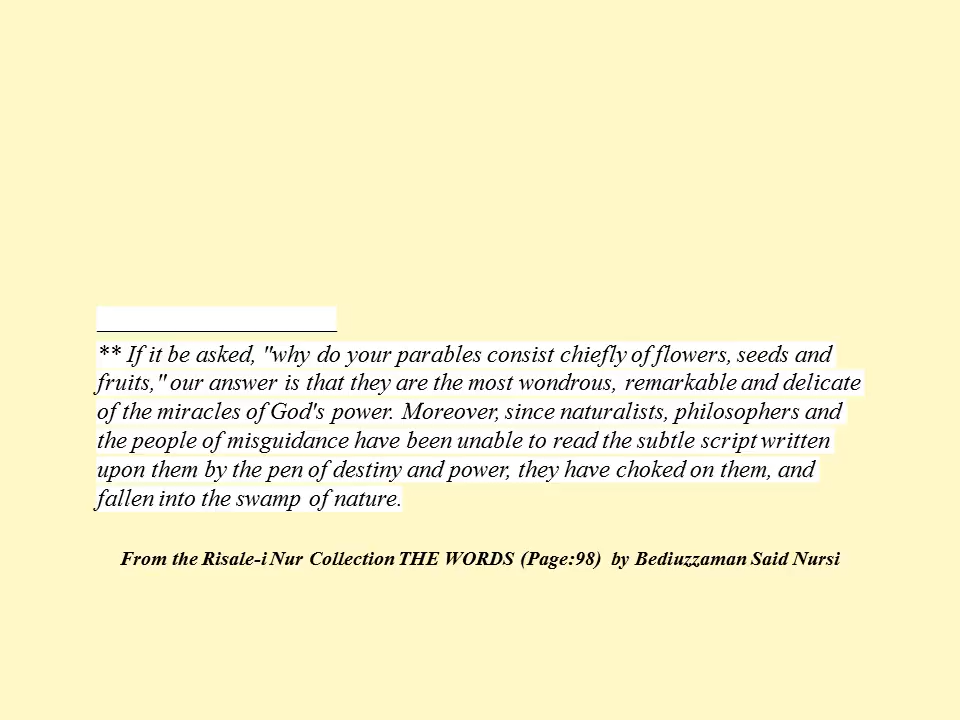 ** If it be asked, "why do your parables consist chiefly of flowers, seeds and
fruits," our answer is that they are the most wondrous, remarkable and delicate
of the miracles of God's power. Moreover, since naturalists, philosophers and
the people of misguidance have been unable to read the subtle script written
upon them by the pen of destiny and power, they have choked on them, and
fallen into the swamp of nature.
From the Risale-i Nur Collection THE WORDS (Page:98) by Bediuzzaman Said Nursi